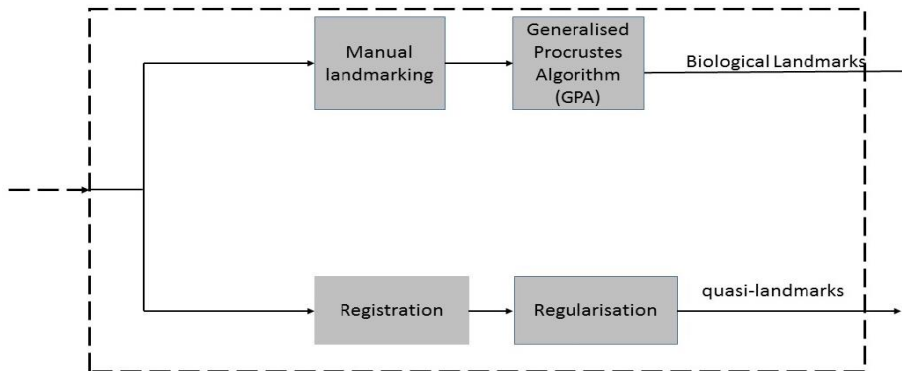 Manual
landmarking
Generalised
Procrustes
Algorithm
(GPA)
Biological Landmarks
Registration
Regularisation
quasi-landmarks